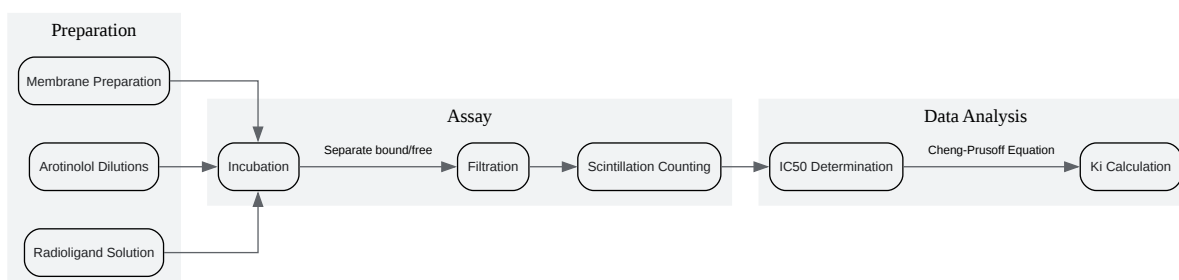 Preparation
Membrane Preparation
Arotinolol Dilutions
Radioligand Solution
Assay
Incubation
Separate bound/free
Filtration
Scintillation Counting
Data Analysis
IC50 Determination
Cheng-Prusoff Equation
Ki Calculation